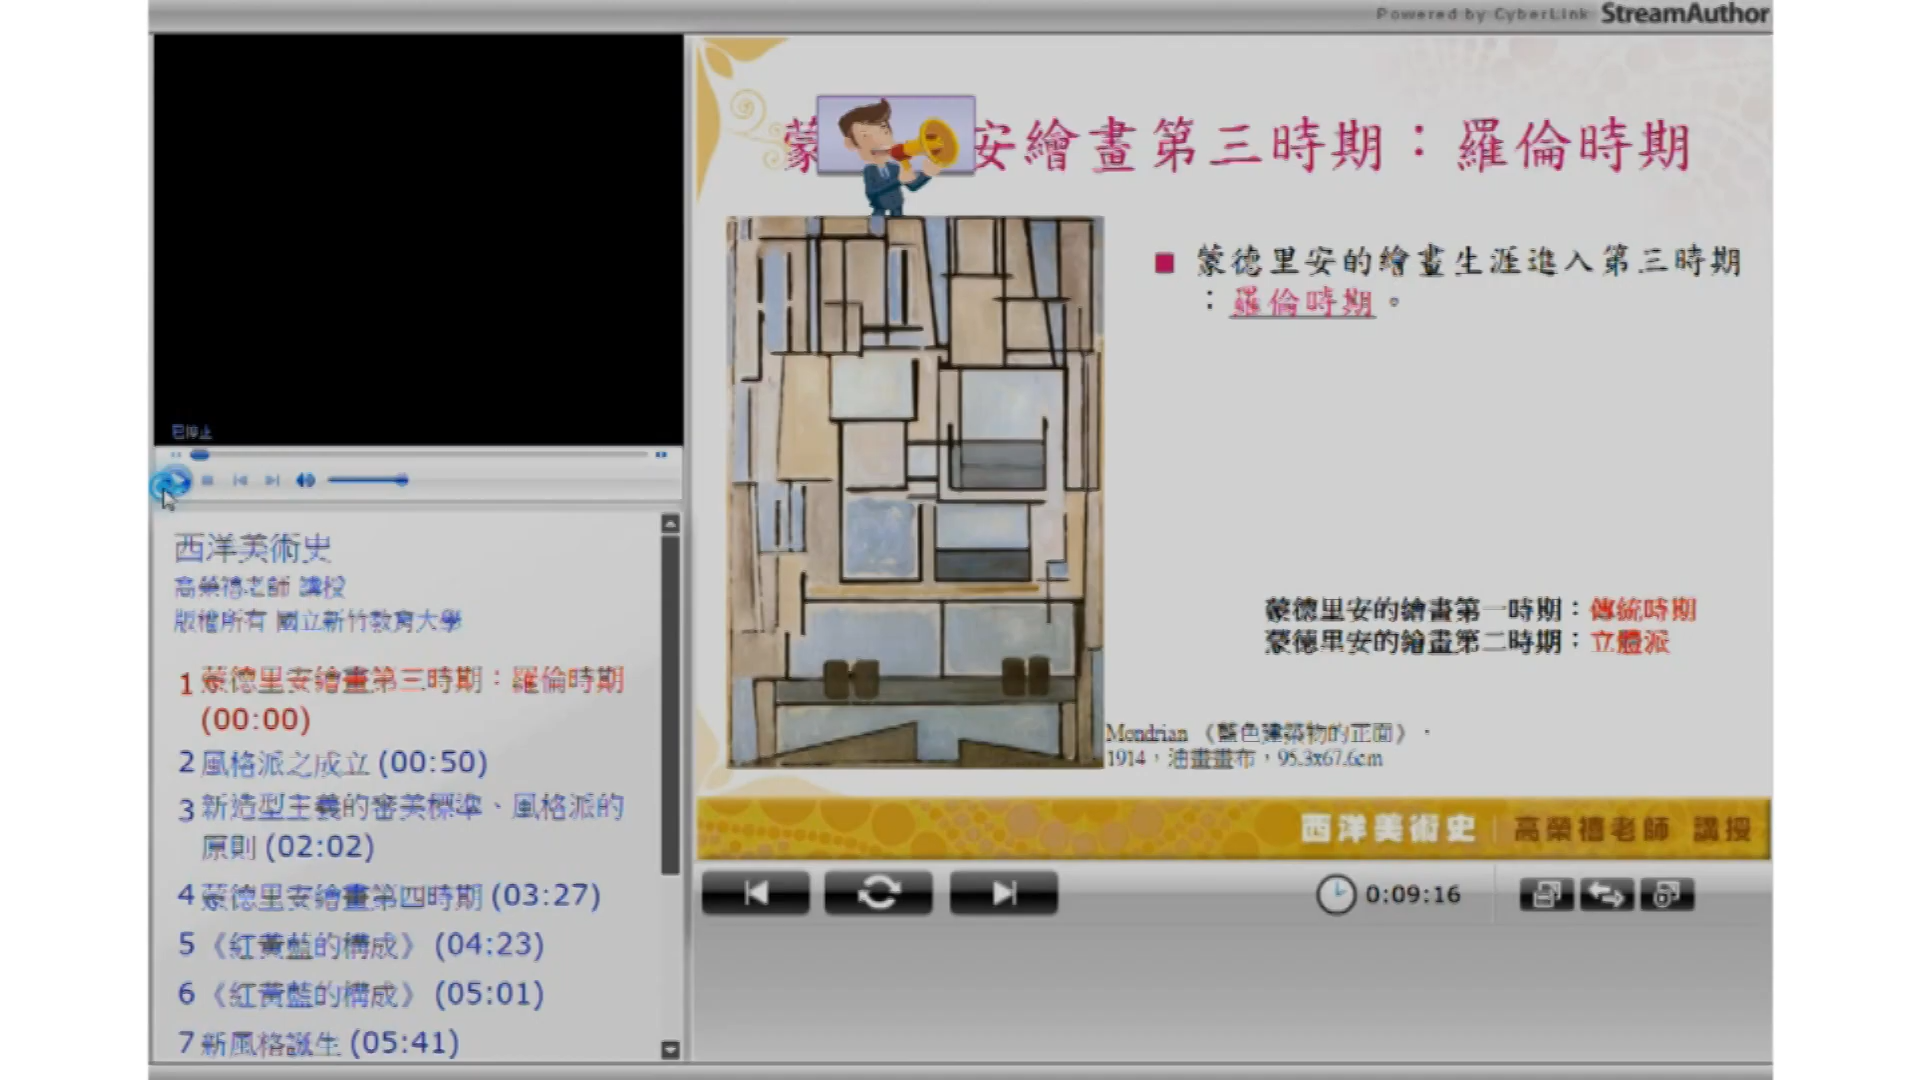 Powered by CyberLink StreamAuthor
蒙 安繪畫第三時期：羅倫時期
蒙德里安的繪畫生涯進入第三時期
：羅倫時期。
蒙德里安的繪畫第一時期：傳統時期
蒙德里安的繪畫第二時期：立體派
Mondrian 《藍色建築物的正面》，
1914，油畫畫布，95.3x67.6cm
西洋美術史 高榮禧老師 講授
0:09:16
已停止
西洋美術史
高榮禧老師 講授
版權所有 國立新竹教育大學
1 蒙德里安繪畫第三時期：羅倫時期
(00:00)
2 風格派之成立 (00:50)
3 新造型主義的審美標準、風格派的
原則 (02:02)
4 蒙德里安繪畫第四時期 (03:27)
5 《紅黃藍的構成》 (04:23)
6 《紅黃藍的構成》 (05:01)
7 新風格誕生 (05:41)